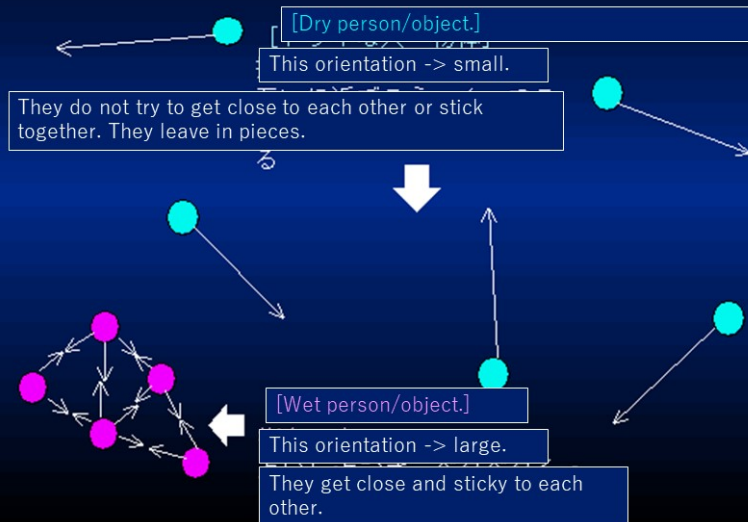 [Dry person/object.]
This orientation -> small.
They do not try to get close to each other or stick
together. They leave in pieces.
る
[Wet person/object.]
This orientation -> large.
They get close and sticky to each
other.